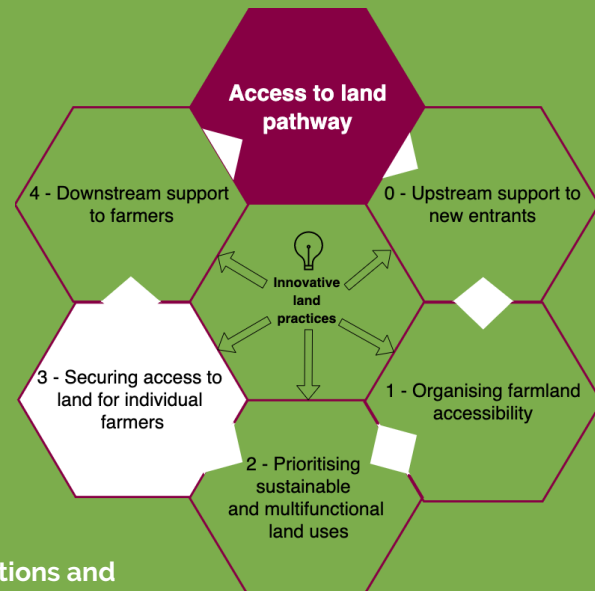 Access to land
pathway
4 - Downstream support
to farmers
0 - Upstream support to
new entrants
Innovative
land
practices
3 - Securing access to
land for individual
farmers
1 - Organising farmland
accessibility
2 - Prioritising
sustainable
and multifunctional
land uses
tions and